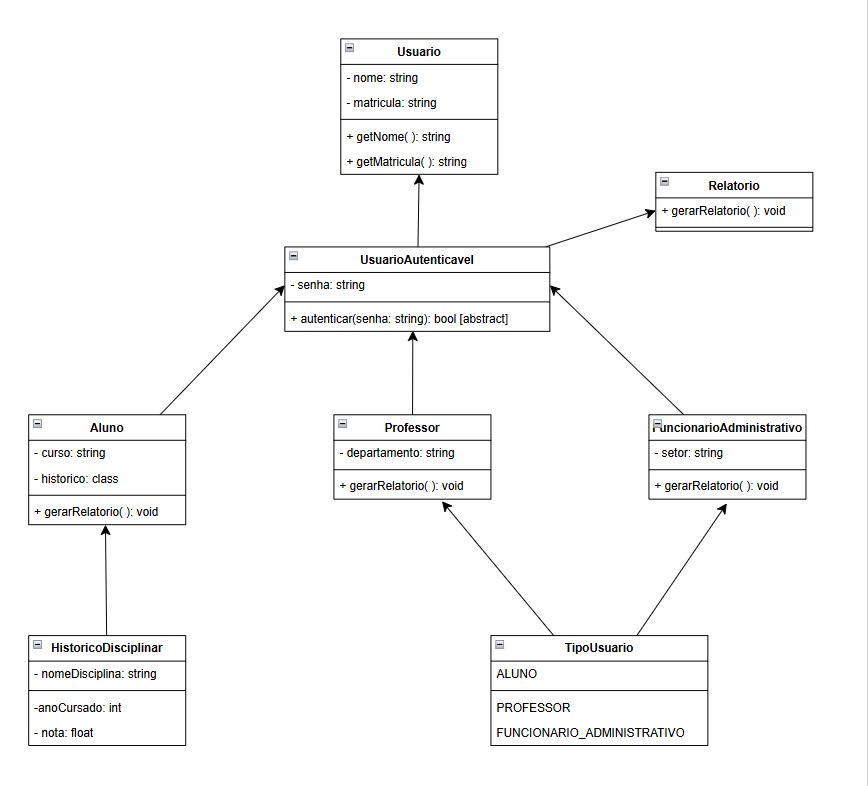 Usuario
- nome: string
- matricula: string
+ getNome( ): string
+ getMatricula( ): string
Relatorio
+ gerarRelatorio( ): void
UsuarioAutenticavel
- senha: string
+ autenticar(senha: string): bool [abstract]
Aluno
- curso: string
- historico: class
+ gerarRelatorio( ): void
Professor
- departamento: string
+ gerarRelatorio( ): void
FuncionarioAdministrativo
- setor: string
+ gerarRelatorio( ): void
HistoricoDisciplinar
- nomeDisciplina: string
-anoCursado: int
- nota: float
TipoUsuario
ALUNO
PROFESSOR
FUNCIONARIO_ADMINISTRATIVO